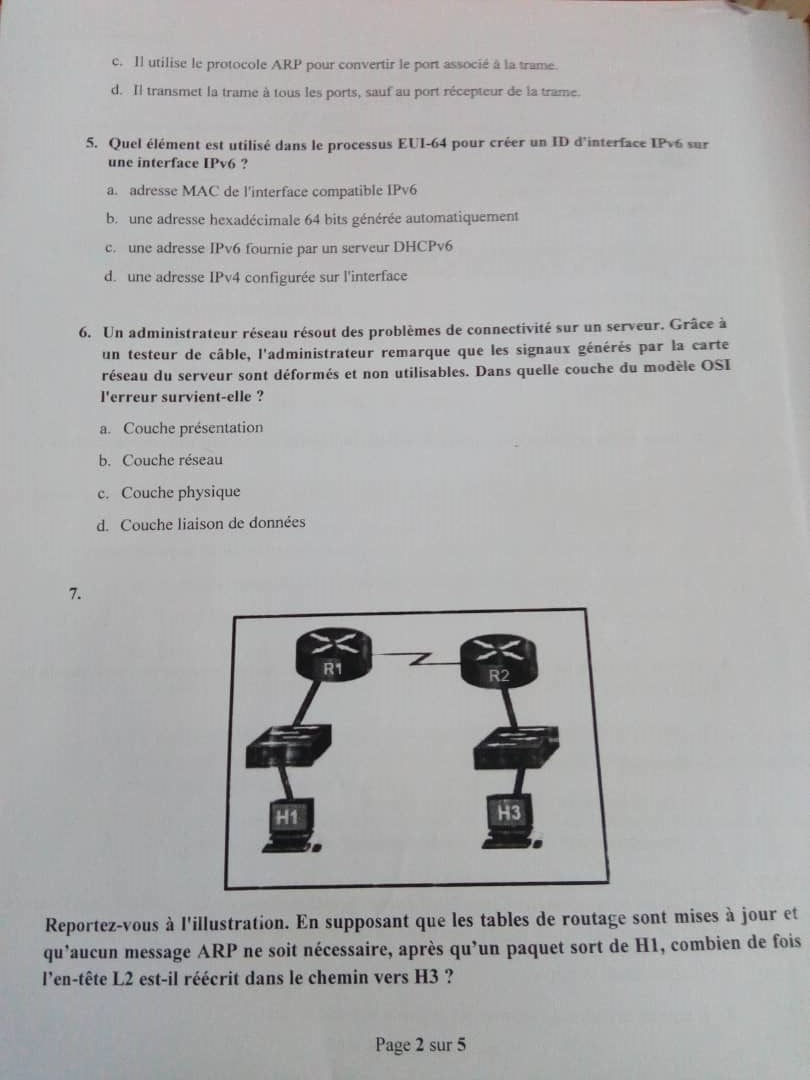 c. Il utilise le protocole ARP pour convertir le port associé à la trame.
d. Il transmet la trame à tous les ports, sauf au port récepteur de la trame.
5. Quel élément est utilisé dans le processus EUI-64 pour créer un ID d'interface IPv6 sur
une interface IPv6 ?
a. adresse MAC de l'interface compatible IPv6
b. une adresse hexadécimale 64 bits générée automatiquement
c. une adresse IPv6 fournie par un serveur DHCPv6
d. une adresse IPv4 configurée sur l'interface
6. Un administrateur réseau résout des problèmes de connectivité sur un serveur. Grâce à
un testeur de câble, l'administrateur remarque que les signaux générés par la carte
réseau du serveur sont déformés et non utilisables. Dans quelle couche du modèle OSI
l'erreur survient-elle ?
a. Couche présentation
b. Couche réseau
c. Couche physique
d. Couche liaison de données
7.
R1
R2
H1
H3
Reportez-vous à l'illustration. En supposant que les tables de routage sont mises à jour et
qu'aucun message ARP ne soit nécessaire, après qu'un paquet sort de H1, combien de fois
l'en-tête L2 est-il réécrit dans le chemin vers H3 ?
Page 2 sur 5